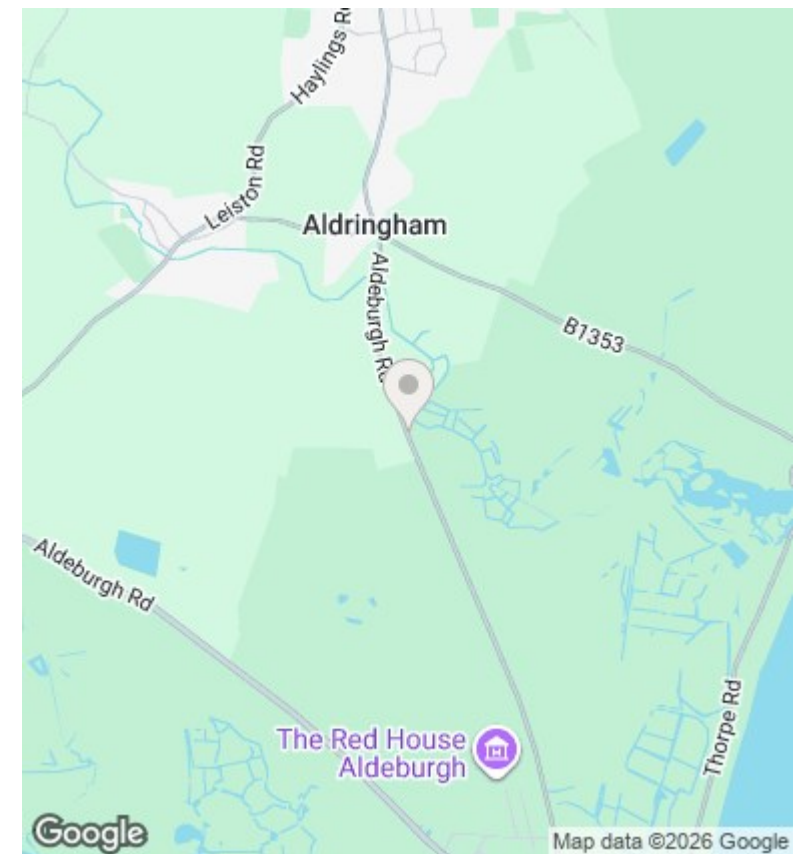 Haylings R
Leiston Rd
Aldringham
Aldeburgh Rd
B1353
Aldeburgh Rd
Thorpe Rd
The Red House
Aldeburgh
Google
Map data ©2026 Google